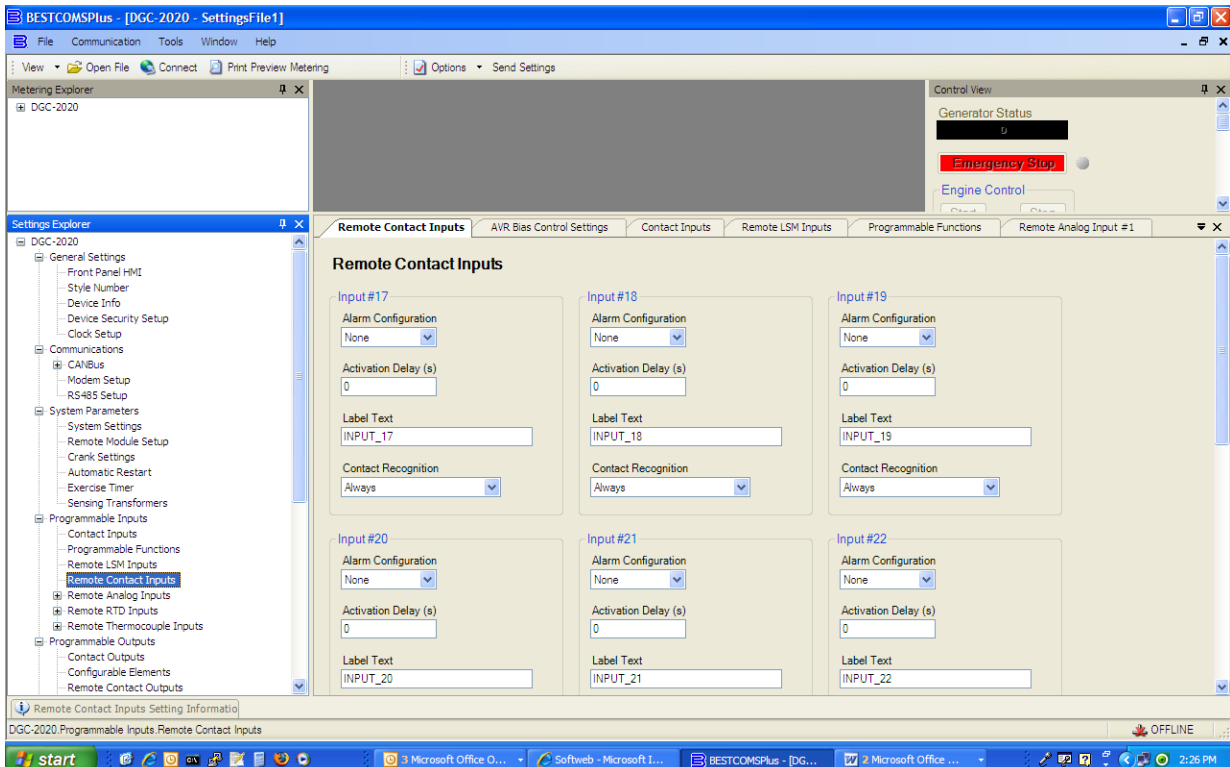 BESTCOMSPlus - [DGC-2020 - SettingsFile1]
File Communication Tools Window Help
View Open File Connect Print Preview Metering Options Send Settings
Metering Explorer
DGC-2020
Control View
Generator Status
Emergency Stop
Engine Control
Start Stop
Settings Explorer
DGC-2020
General Settings
Front Panel HMI
Style Number
Device Info
Device Security Setup
Clock Setup
Communications
CANBus
Modem Setup
RS485 Setup
System Parameters
System Settings
Remote Module Setup
Crank Settings
Automatic Restart
Exercise Timer
Sensing Transformers
Programmable Inputs
Contact Inputs
Programmable Functions
Remote LSM Inputs
Remote Contact Inputs
Remote Analog Inputs
Remote RTD Inputs
Remote Thermocouple Inputs
Programmable Outputs
Contact Outputs
Configurable Elements
Remote Contact Outputs
Remote Contact Inputs AVR Bias Control Settings Contact Inputs Remote LSM Inputs Programmable Functions Remote Analog Input #1
Remote Contact Inputs
Input #17 Input #18 Input #19
Alarm Configuration Alarm Configuration Alarm Configuration
None None None
Activation Delay (s) Activation Delay (s) Activation Delay (s)
0 0 0
Label Text Label Text Label Text
INPUT_17 INPUT_18 INPUT_19
Contact Recognition Contact Recognition Contact Recognition
Always Always Always
Input #20 Input #21 Input #22
Alarm Configuration Alarm Configuration Alarm Configuration
None None None
Activation Delay (s) Activation Delay (s) Activation Delay (s)
0 0 0
Label Text Label Text Label Text
INPUT_20 INPUT_21 INPUT_22
Remote Contact Inputs Setting Informatio
DGC-2020.Programmable Inputs.Remote Contact Inputs
OFFLINE
start 3 Microsoft Office O... Softweb - Microsoft I... BESTCOMSPlus - [DG... 2 Microsoft Office ... 2:26 PM